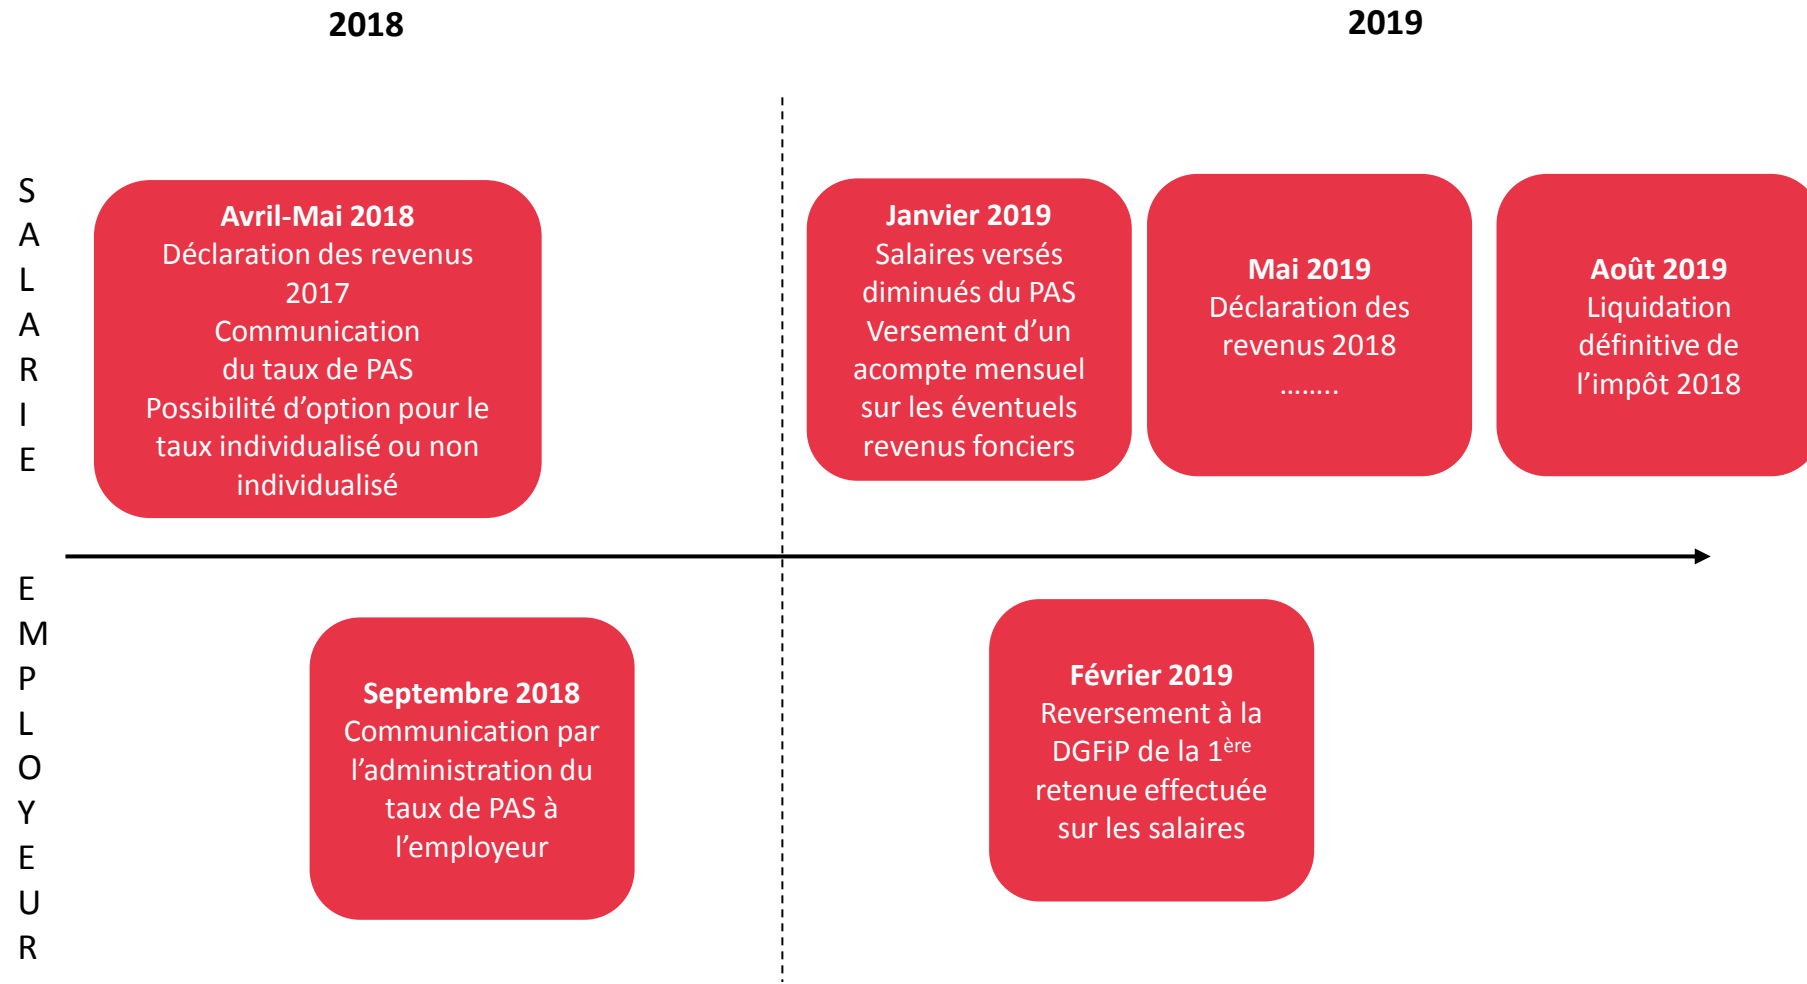 2018
2019
SALARIE
Avril-Mai 2018
Déclaration des revenus
2017
Communication
du taux de PAS
Possibilité d’option pour le
taux individualisé ou non
individualisé
Janvier 2019
Salaires versés
diminués du PAS
Versement d’un
acompte mensuel
sur les éventuels
revenus fonciers
Mai 2019
Déclaration des
revenus 2018
........
Août 2019
Liquidation
définitive de
l’impôt 2018
EMPLOYEUR
Septembre 2018
Communication par
l’administration du
taux de PAS à
l’employeur
Février 2019
Reversement à la
DGFiP de la 1ère
retenue effectuée
sur les salaires